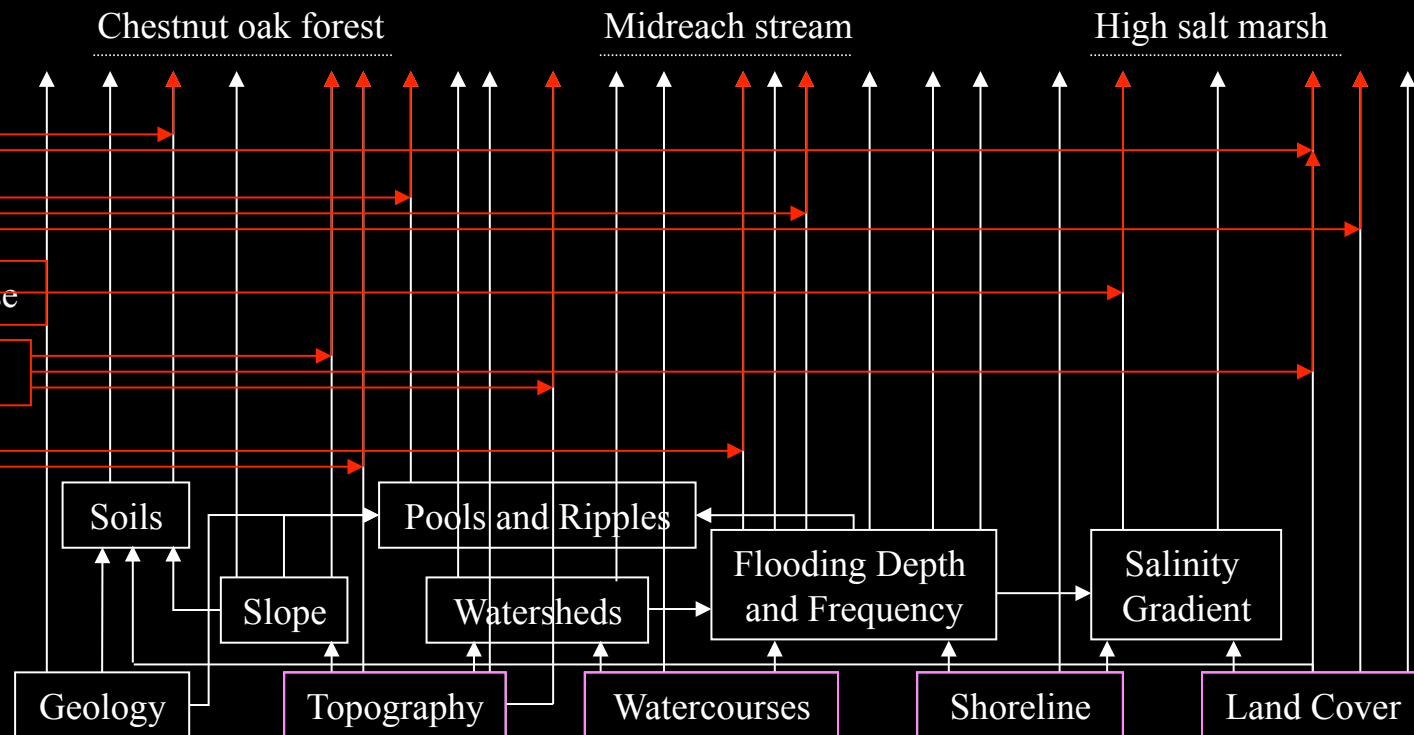 Chestnut oak forest
Midreach stream
High salt marsh
Soils
Pools and Ripples
Flooding Depth
and Frequency
Salinity
Gradient
Slope
Watersheds
Geology
Topography
Watercourses
Shoreline
Land Cover